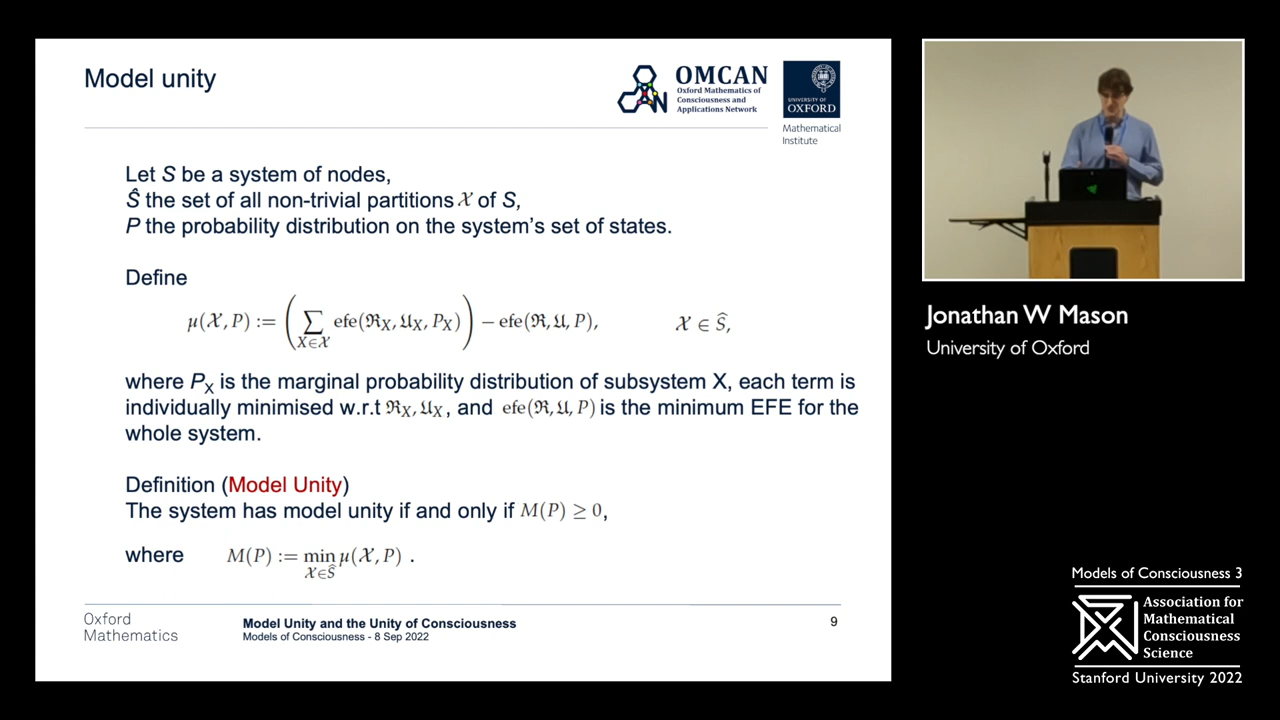 Model unity
OMCAN
Oxford Mathematics of
Consciousness and
Applications Network
UNIVERSITY OF
OXFORD
Mathematical
Institute
Let S be a system of nodes,
Ŝ the set of all non-trivial partitions 𝒳 of S,
P the probability distribution on the system's set of states.
Define
μ(𝒳, P) := ( ∑_{X∈𝒳} efe(ℜ_X, 𝔘_X, P_X) ) − efe(ℜ, 𝔘, P), 𝒳 ∈ Ŝ,
where P_X is the marginal probability distribution of subsystem X, each term is
individually minimised w.r.t ℜ_X, 𝔘_X, and efe(ℜ, 𝔘, P) is the minimum EFE for the
whole system.
Definition (Model Unity)
The system has model unity if and only if M(P) ≥ 0,
where M(P) := min_{𝒳∈Ŝ} μ(𝒳, P) .
Oxford
Mathematics
Model Unity and the Unity of Consciousness
Models of Consciousness - 8 Sep 2022
9
Jonathan W Mason
University of Oxford
Models of Consciousness 3
Association for
Mathematical
Consciousness
Science
Stanford University 2022